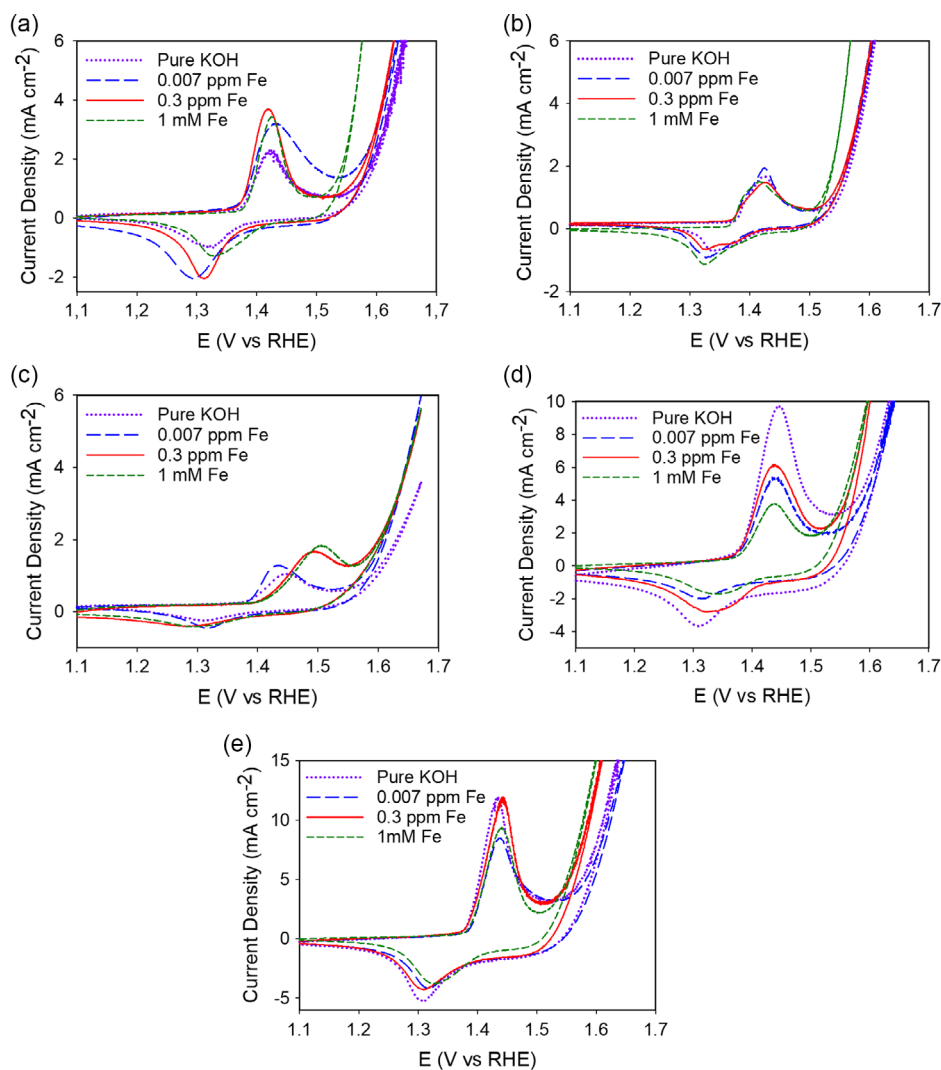 (a)
6
4
2
0
-2
Current Density (mA cm-2)
Pure KOH
0.007 ppm Fe
0.3 ppm Fe
1 mM Fe
1,1 1,2 1,3 1,4 1,5 1,6 1,7
E (V vs RHE)
(b)
6
4
2
0
-2
Current Density (mA cm-2)
Pure KOH
0.007 ppm Fe
0.3 ppm Fe
1 mM Fe
1.1 1.2 1.3 1.4 1.5 1.6 1.7
E (V vs RHE)
(c)
6
4
2
0
Current Density (mA cm-2)
Pure KOH
0.007 ppm Fe
0.3 ppm Fe
1 mM Fe
1.1 1.2 1.3 1.4 1.5 1.6 1.7
E (V vs RHE)
(d)
10
8
6
4
2
0
-2
-4
Current Density (mA cm-2)
Pure KOH
0.007 ppm Fe
0.3 ppm Fe
1 mM Fe
1.1 1.2 1.3 1.4 1.5 1.6 1.7
E (V vs RHE)
(e)
15
10
5
0
-5
Current Density (mA cm-2)
Pure KOH
0.007 ppm Fe
0.3 ppm Fe
1mM Fe
1.1 1.2 1.3 1.4 1.5 1.6 1.7
E (V vs RHE)